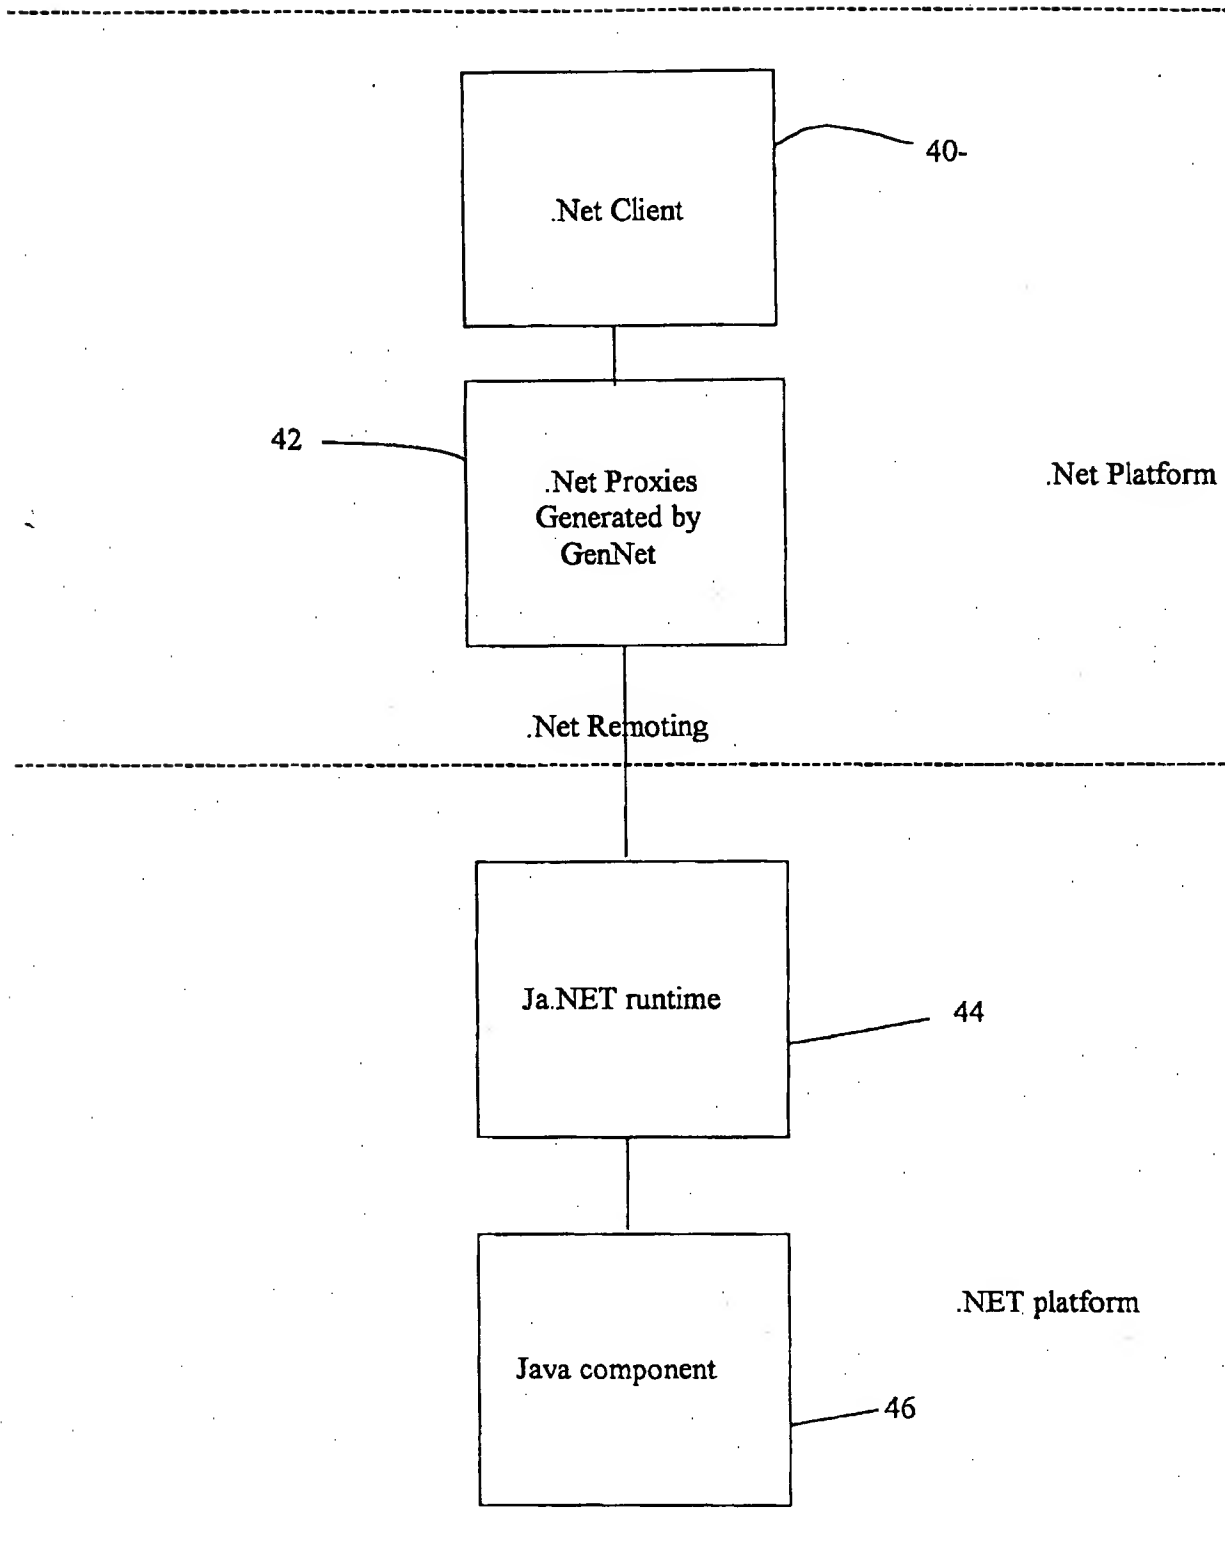 40-
.Net Client
42
.Net Proxies
Generated by
GenNet
.Net Platform
.Net Remoting
Ja.NET runtime
44
.NET platform
Java component
46